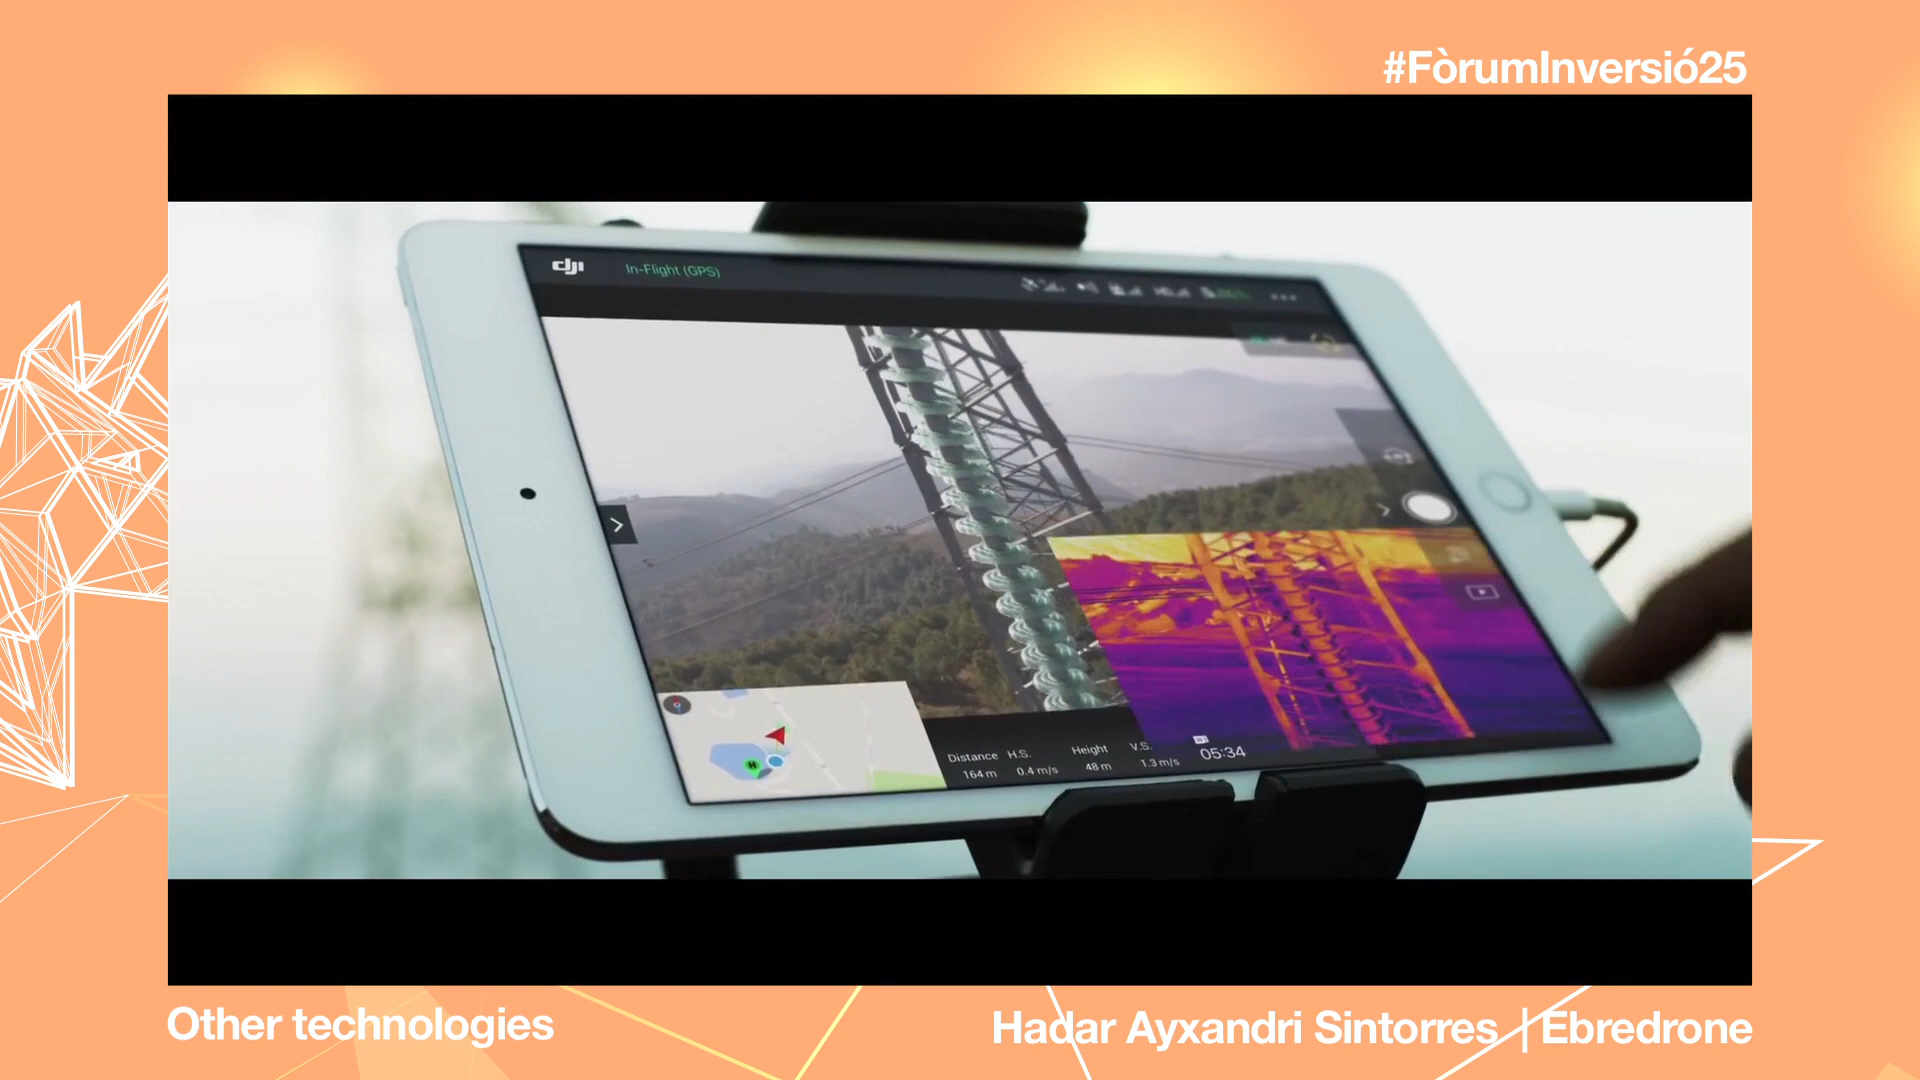 #FòrumInversió25
dji In-Flight (GPS)
Distance H.S. Height V.S. 05:34
164 m 0.4 m/s 48 m 1.3 m/s
H
Other technologies
Hadar Ayxandri Sintorres | Ebredrone